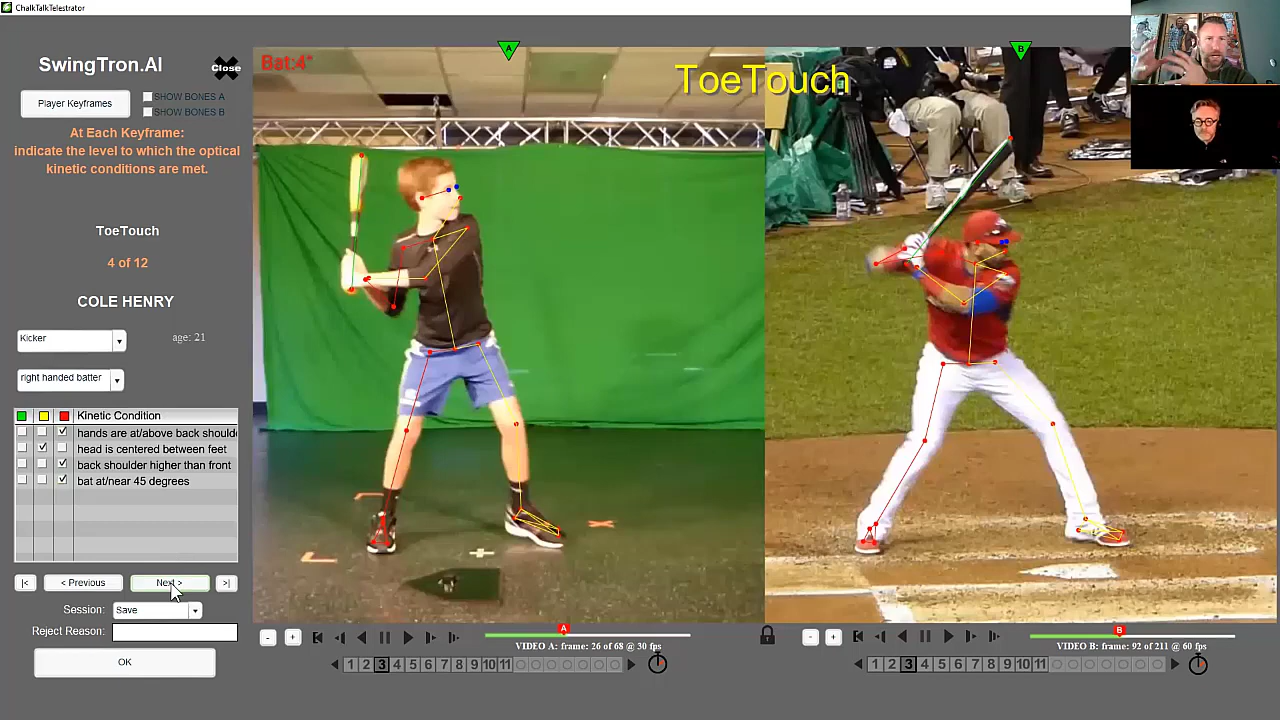 ChalkTalkTelestrator
SwingTron.AI
Close
Player Keyframes
SHOW BONES A
SHOW BONES B
At Each Keyframe:
indicate the level to which the optical
kinetic conditions are met.
ToeTouch
4 of 12
COLE HENRY
Kicker
age: 21
right handed batter
Kinetic Condition
hands are at/above back should
head is centered between feet
back shoulder higher than front
bat at/near 45 degrees
|<
< Previous
Next >
>|
Session:
Save
Reject Reason:
OK
A
Bat:4°
ToeTouch
B
- +
A
VIDEO A: frame: 26 of 68 @ 30 fps
1 2 3 4 5 6 7 8 9 10 11
- +
B
VIDEO B: frame: 92 of 211 @ 60 fps
1 2 3 4 5 6 7 8 9 10 11